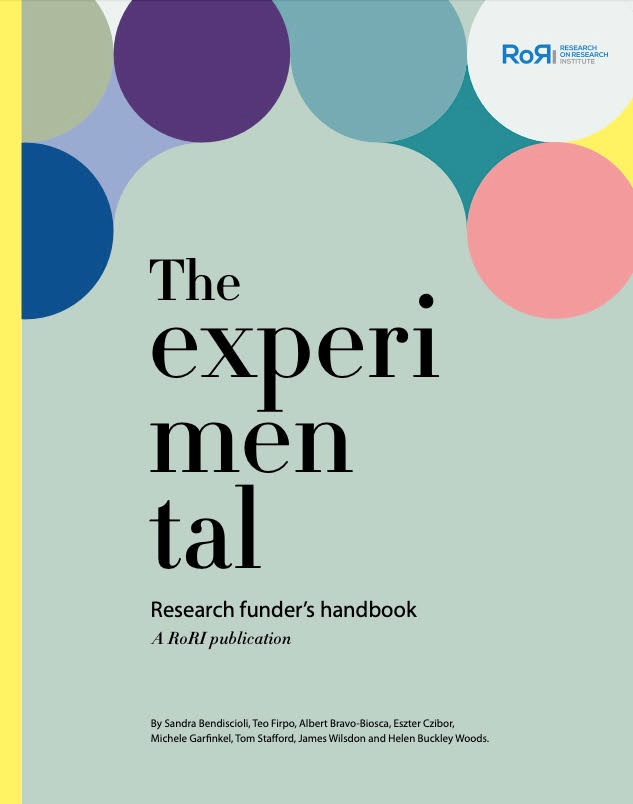 RoRI RESEARCH
ON RESEARCH
INSTITUTE
The
experi
men
tal
Research funder's handbook
A RoRI publication
By Sandra Bendiscioli, Teo Firpo, Albert Bravo-Biosca, Eszter Czibor,
Michele Garfinkel, Tom Stafford, James Wilsdon and Helen Buckley Woods.